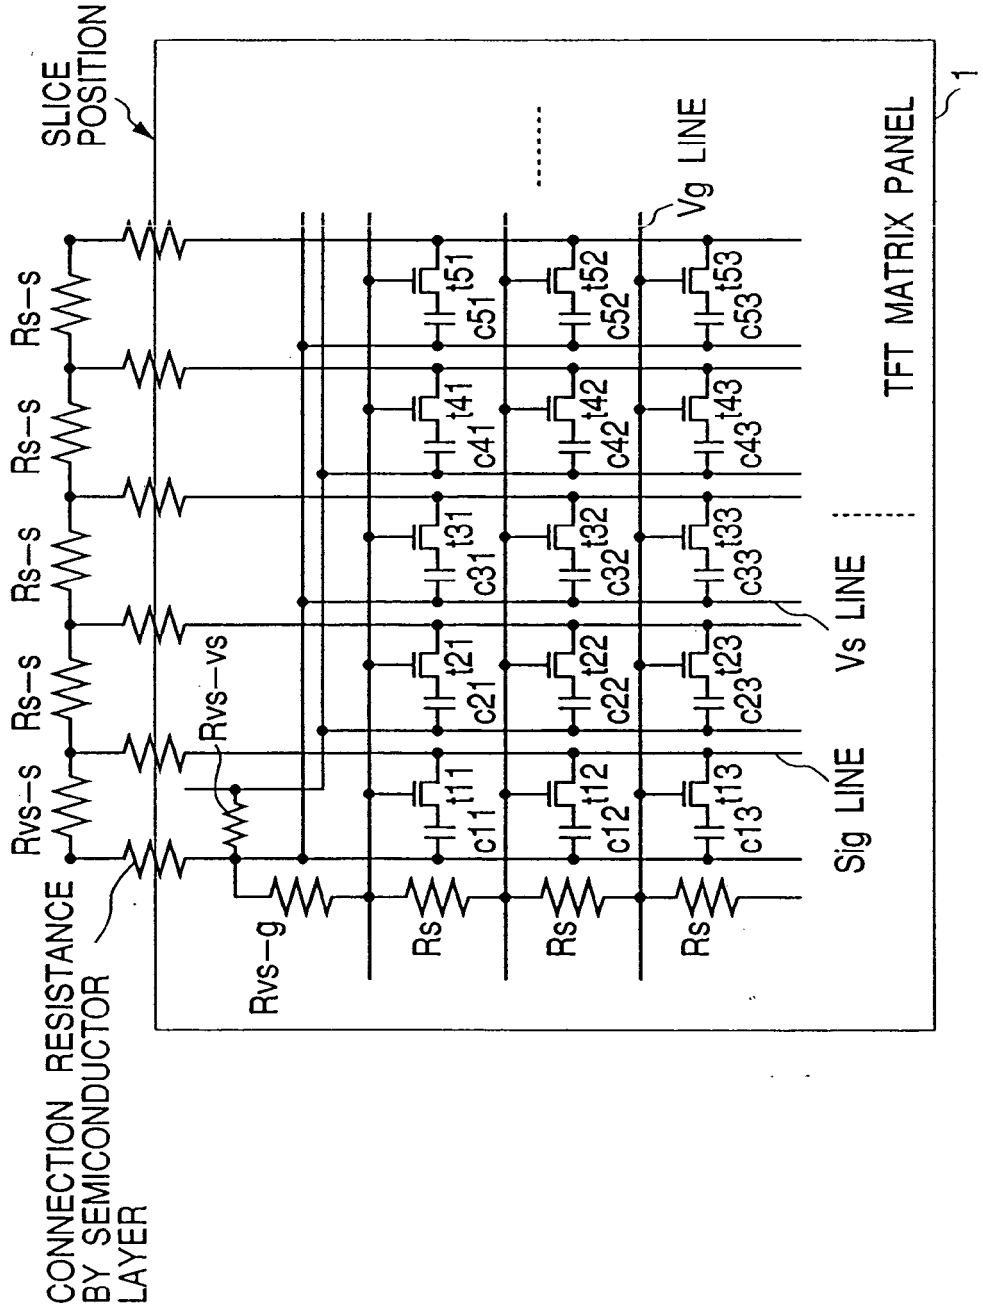 CONNECTION RESISTANCE
BY SEMICONDUCTOR
LAYER
Rvs-s
Rs-s
Rs-s
Rs-s
Rs-s
SLICE
POSITION
Rvs-vs
Rvs-g
Rs
Rs
Rs
c11
t11
c21
t21
c31
t31
c41
t41
c51
t51
c12
t12
c22
t22
c32
t32
c42
t42
c52
t52
c13
t13
c23
t23
c33
t33
c43
t43
c53
t53
Vg LINE
Sig LINE
Vs LINE
TFT MATRIX PANEL
1